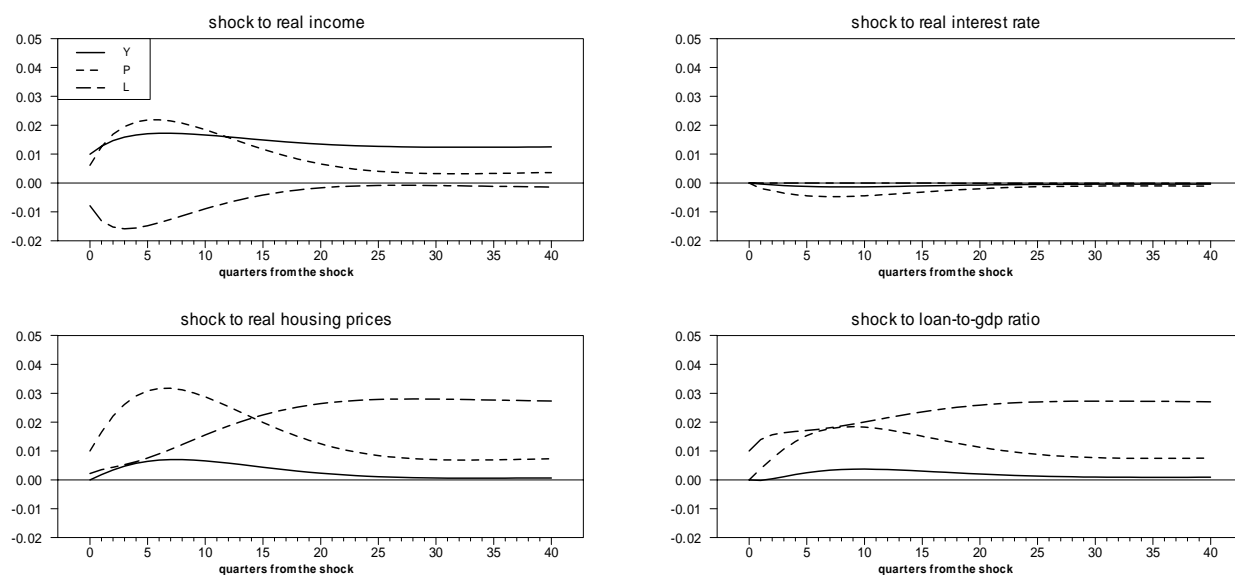 shock to real income
0.05
0.04
0.03
0.02
0.01
0.00
-0.01
-0.02
Y
P
L
0 5 10 15 20 25 30 35 40
quarters from the shock
shock to real interest rate
0.05
0.04
0.03
0.02
0.01
0.00
-0.01
-0.02
0 5 10 15 20 25 30 35 40
quarters from the shock
shock to real housing prices
0.05
0.04
0.03
0.02
0.01
0.00
-0.01
-0.02
0 5 10 15 20 25 30 35 40
quarters from the shock
shock to loan-to-gdp ratio
0.05
0.04
0.03
0.02
0.01
0.00
-0.01
-0.02
0 5 10 15 20 25 30 35 40
quarters from the shock